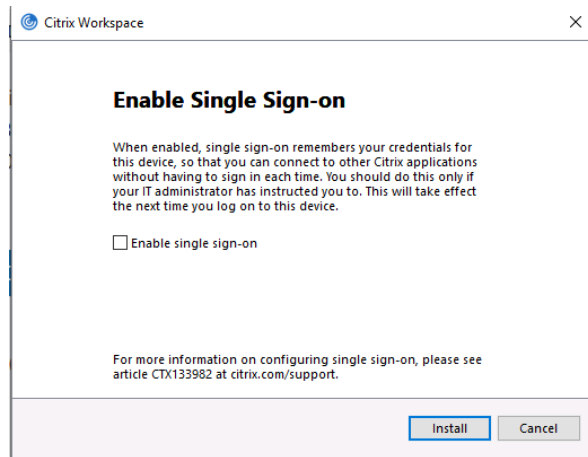 Citrix Workspace
Enable Single Sign-on
When enabled, single sign-on remembers your credentials for
this device, so that you can connect to other Citrix applications
without having to sign in each time. You should do this only if
your IT administrator has instructed you to. This will take effect
the next time you log on to this device.
Enable single sign-on
For more information on configuring single sign-on, please see
article CTX133982 at citrix.com/support.
Install
Cancel